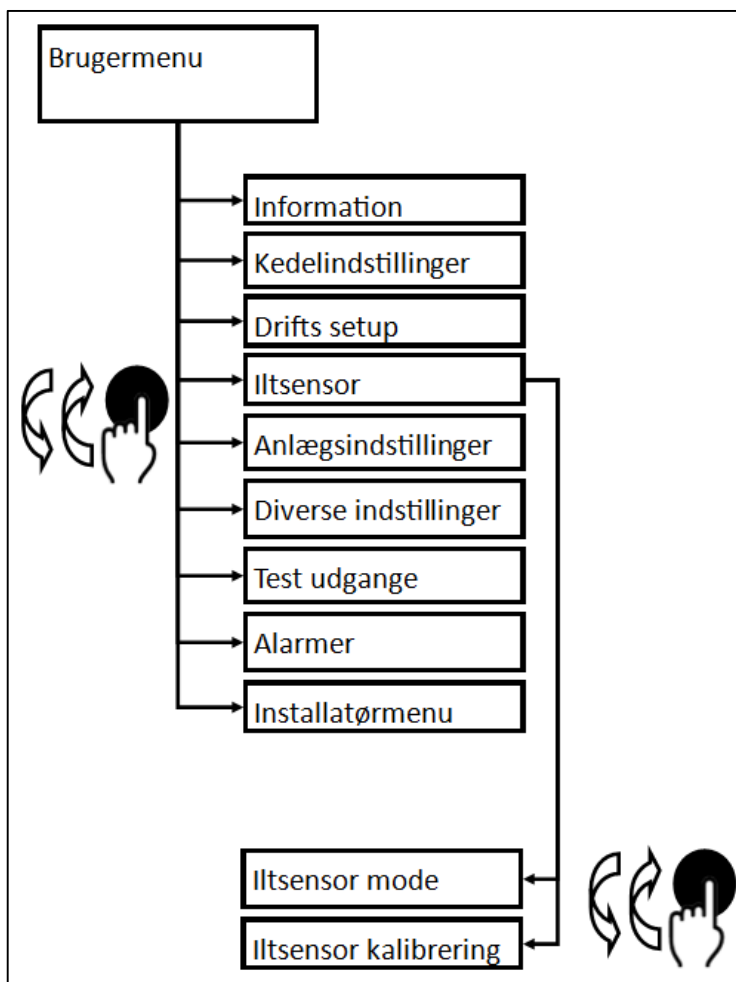 Brugermenu
Information
Kedelindstillinger
Drifts setup
Iltsensor
Anlægsindstillinger
Diverse indstillinger
Test udgange
Alarmer
Installatørmenu
Iltsensor mode
Iltsensor kalibrering